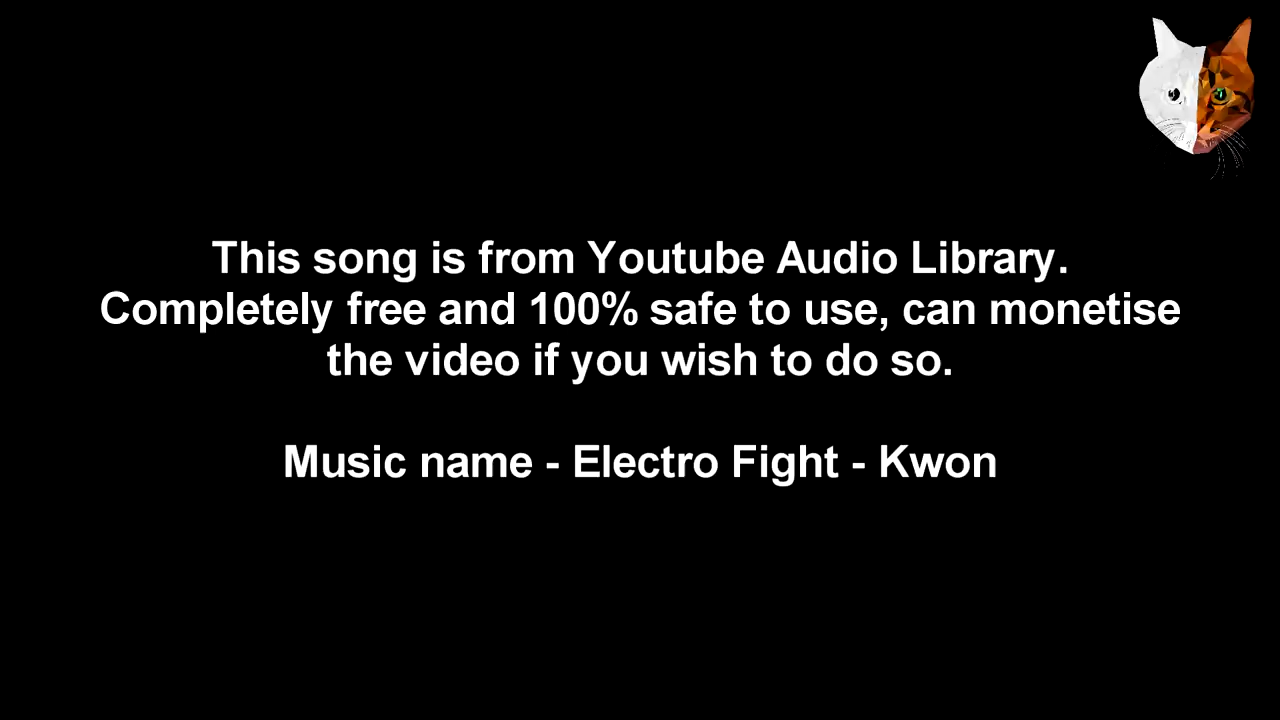 This song is from Youtube Audio Library.
Completely free and 100% safe to use, can monetise
the video if you wish to do so.
Music name - Electro Fight - Kwon